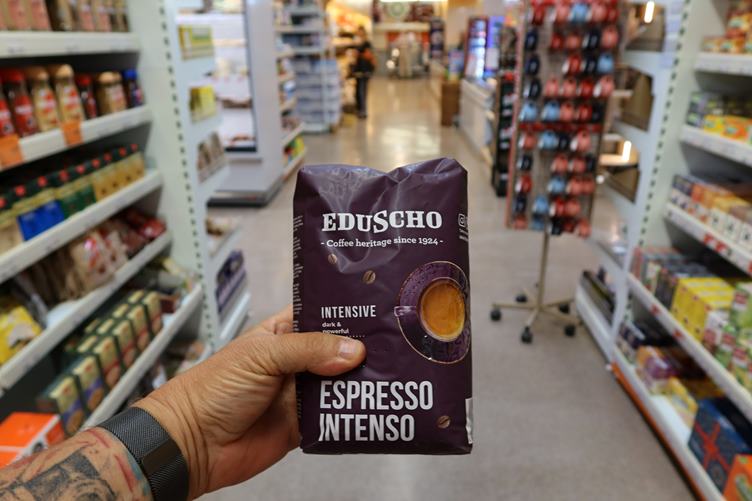 EDUSCHO
- Coffee heritage since 1924 -
INTENSIVE
dark &
powerful
ESPRESSO
INTENSO